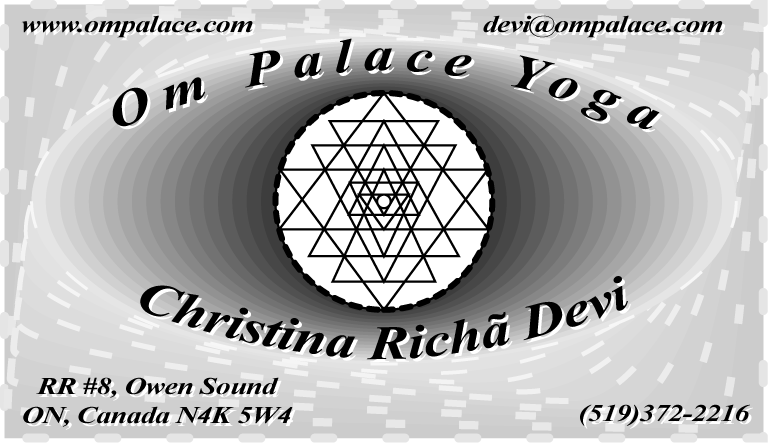 www.ompalace.com
devi@ompalace.com
Om Palace Yoga
Christina Richã Devi
RR #8, Owen Sound
ON, Canada N4K 5W4
(519)372-2216